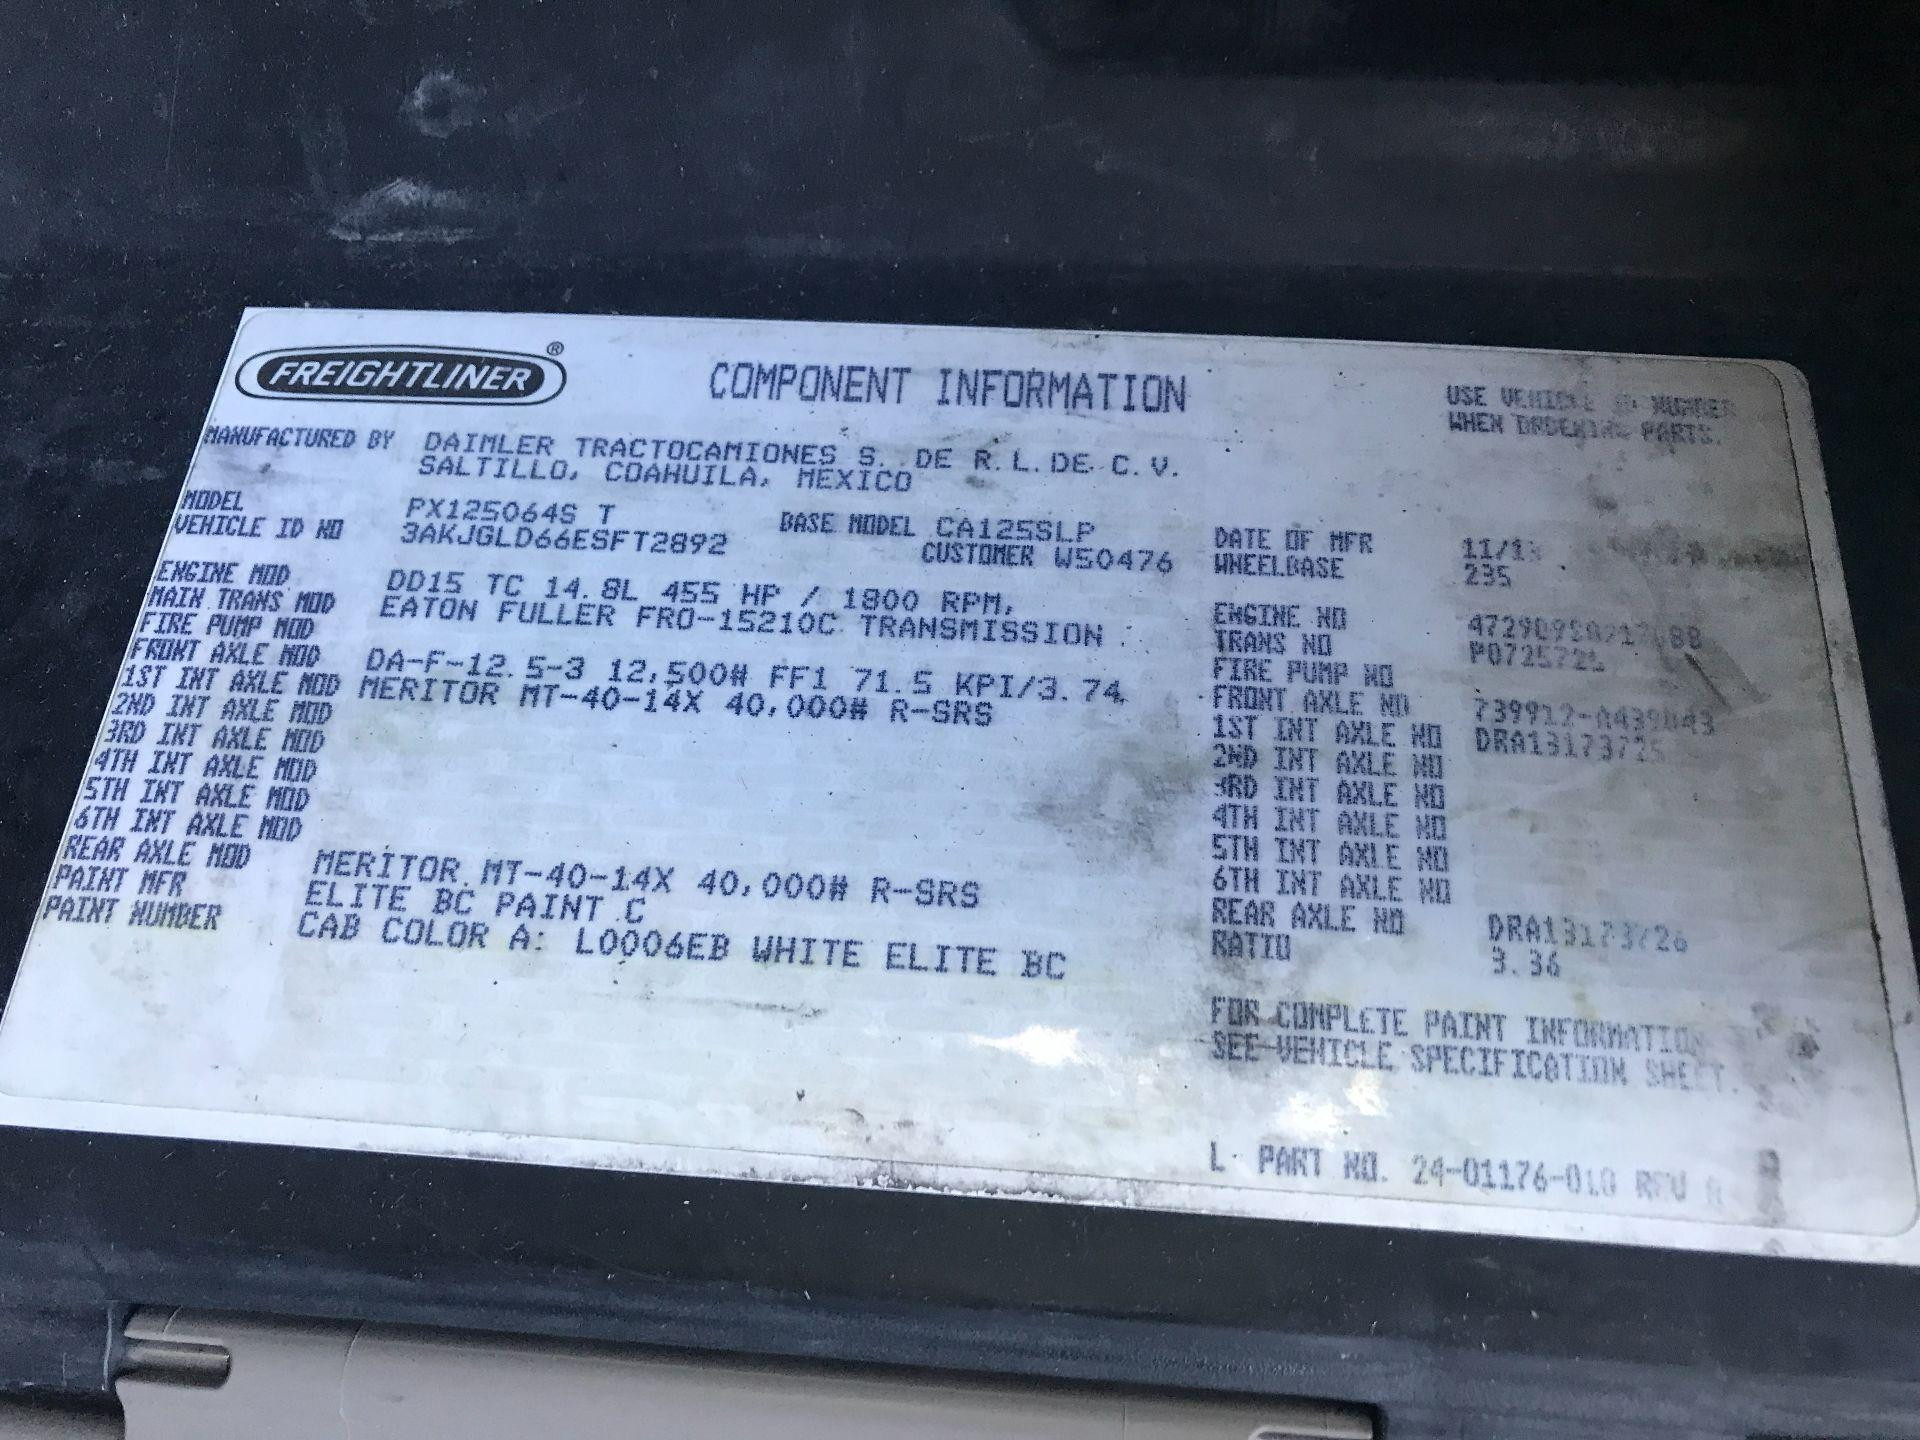 FREIGHTLINER ®
COMPONENT INFORMATION
USE VEHICLE ID NUMBER
WHEN ORDERING PARTS.
MANUFACTURED BY DAIMLER TRACTOCAMIONES S. DE R.L. DE C.V.
SALTILLO, COAHUILA, MEXICO
MODEL PX125064S T BASE MODEL CA125SLP
VEHICLE ID NO 3AKJGLD66ESFT2892 CUSTOMER W50476
ENGINE MOD DD15 TC 14.8L 455 HP / 1800 RPM,
MAIN TRANS MOD EATON FULLER FRO-15210C TRANSMISSION
FIRE PUMP MOD
FRONT AXLE MOD DA-F-12.5-3 12,500# FF1 71.5 KPI/3.74
1ST INT AXLE MOD MERITOR MT-40-14X 40,000# R-SRS
2ND INT AXLE MOD
3RD INT AXLE MOD
4TH INT AXLE MOD
5TH INT AXLE MOD
6TH INT AXLE MOD
REAR AXLE MOD MERITOR MT-40-14X 40,000# R-SRS
PAINT MFR ELITE BC PAINT C
PAINT NUMBER CAB COLOR A: L0006EB WHITE ELITE BC
DATE OF MFR
WHEELBASE 235
ENGINE NO
TRANS NO P0725725
FIRE PUMP NO
FRONT AXLE NO
1ST INT AXLE NO DRA13173725
2ND INT AXLE NO
3RD INT AXLE NO
4TH INT AXLE NO
5TH INT AXLE NO
6TH INT AXLE NO
REAR AXLE NO DRA13173726
RATIO 3.36
FOR COMPLETE PAINT INFORMATION
SEE VEHICLE SPECIFICATION SHEET.
L PART NO. 24-01176-010 REV